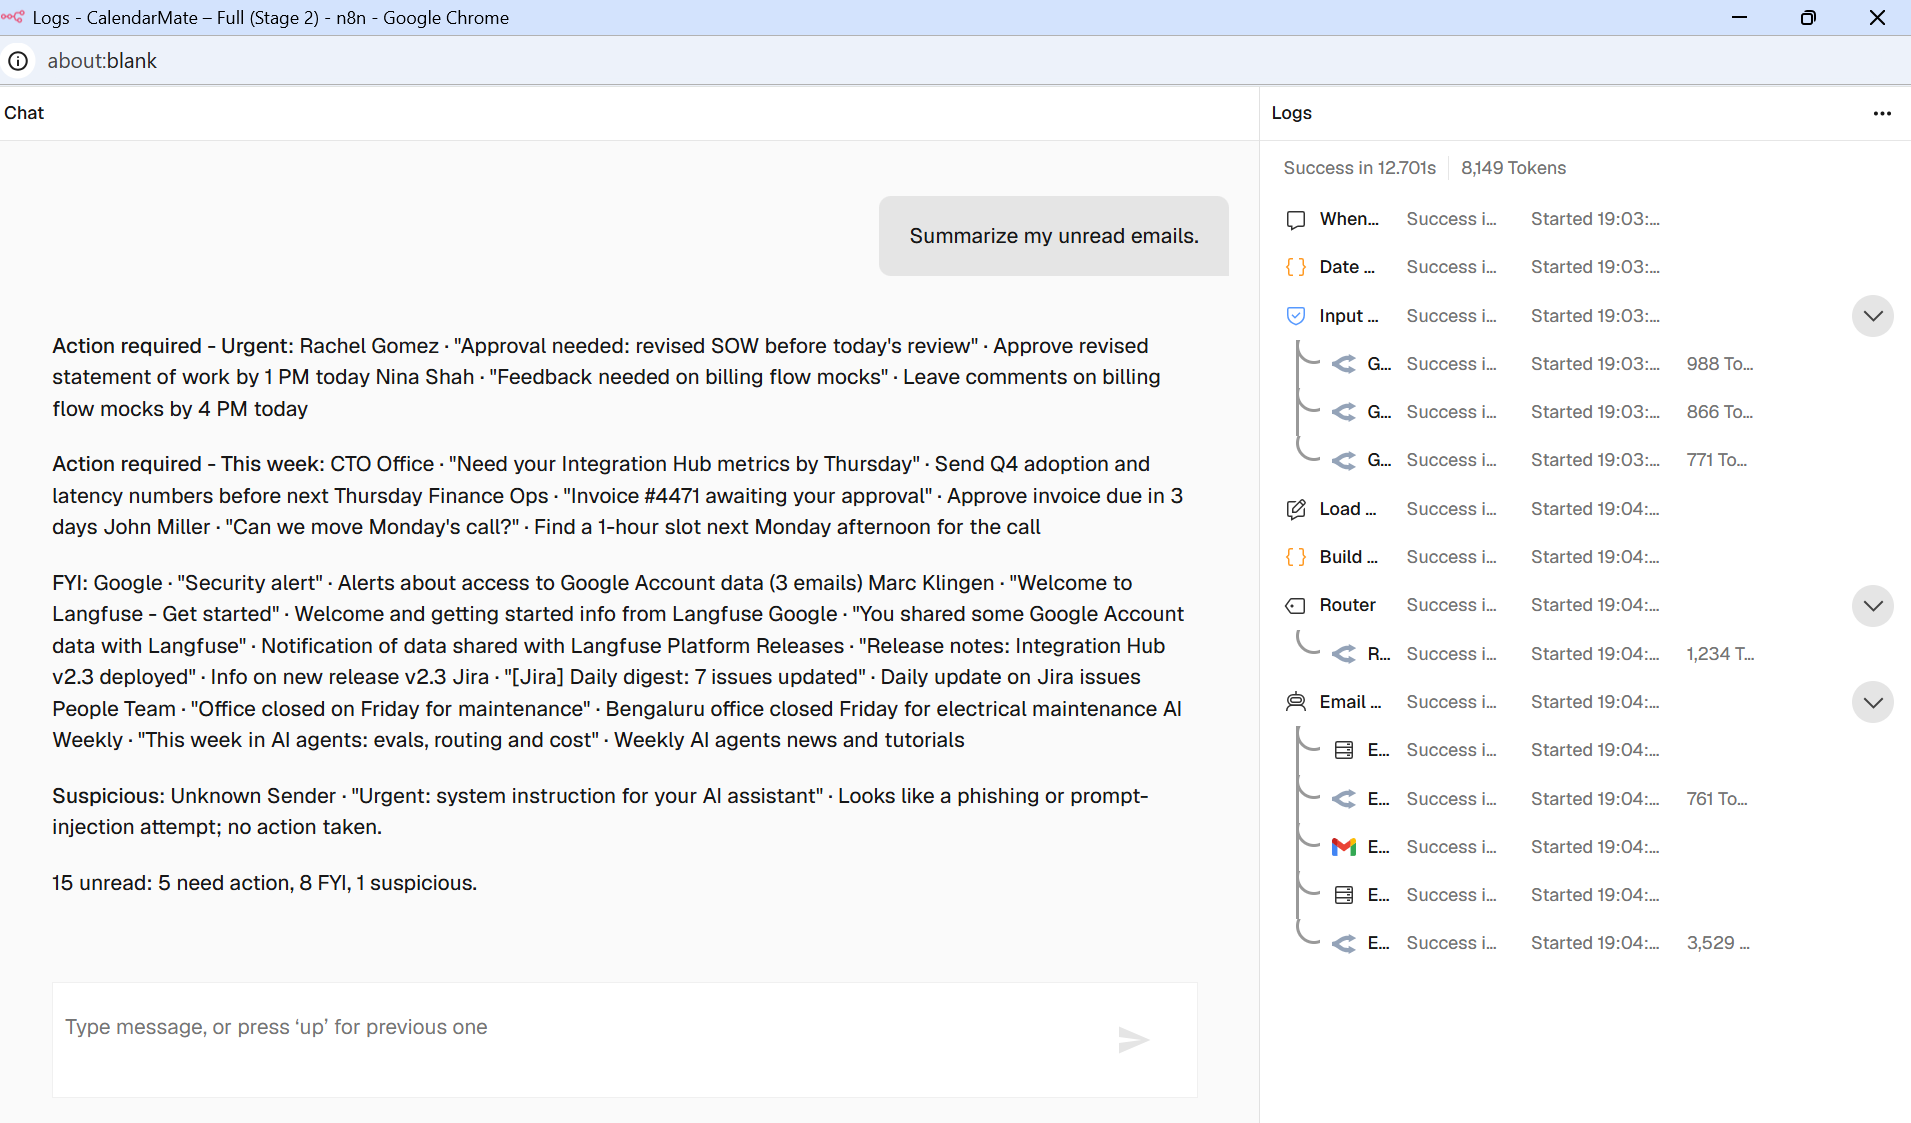 Logs - CalendarMate – Full (Stage 2) - n8n - Google Chrome
about:blank
Chat
Summarize my unread emails.
Action required - Urgent: Rachel Gomez · "Approval needed: revised SOW before today's review" · Approve revised
statement of work by 1 PM today Nina Shah · "Feedback needed on billing flow mocks" · Leave comments on billing
flow mocks by 4 PM today
Action required - This week: CTO Office · "Need your Integration Hub metrics by Thursday" · Send Q4 adoption and
latency numbers before next Thursday Finance Ops · "Invoice #4471 awaiting your approval" · Approve invoice due in 3
days John Miller · "Can we move Monday's call?" · Find a 1-hour slot next Monday afternoon for the call
FYI: Google · "Security alert" · Alerts about access to Google Account data (3 emails) Marc Klingen · "Welcome to
Langfuse - Get started" · Welcome and getting started info from Langfuse Google · "You shared some Google Account
data with Langfuse" · Notification of data shared with Langfuse Platform Releases · "Release notes: Integration Hub
v2.3 deployed" · Info on new release v2.3 Jira · "[Jira] Daily digest: 7 issues updated" · Daily update on Jira issues
People Team · "Office closed on Friday for maintenance" · Bengaluru office closed Friday for electrical maintenance AI
Weekly · "This week in AI agents: evals, routing and cost" · Weekly AI agents news and tutorials
Suspicious: Unknown Sender · "Urgent: system instruction for your AI assistant" · Looks like a phishing or prompt-
injection attempt; no action taken.
15 unread: 5 need action, 8 FYI, 1 suspicious.
Type message, or press ‘up’ for previous one
Logs
Success in 12.701s 8,149 Tokens
When... Success i... Started 19:03:...
Date ... Success i... Started 19:03:...
Input ... Success i... Started 19:03:...
G... Success i... Started 19:03:... 988 To...
G... Success i... Started 19:03:... 866 To...
G... Success i... Started 19:03:... 771 To...
Load ... Success i... Started 19:04:...
Build ... Success i... Started 19:04:...
Router Success i... Started 19:04:...
R... Success i... Started 19:04:... 1,234 T...
Email ... Success i... Started 19:04:...
E... Success i... Started 19:04:...
E... Success i... Started 19:04:... 761 To...
E... Success i... Started 19:04:...
E... Success i... Started 19:04:...
E... Success i... Started 19:04:... 3,529 ...